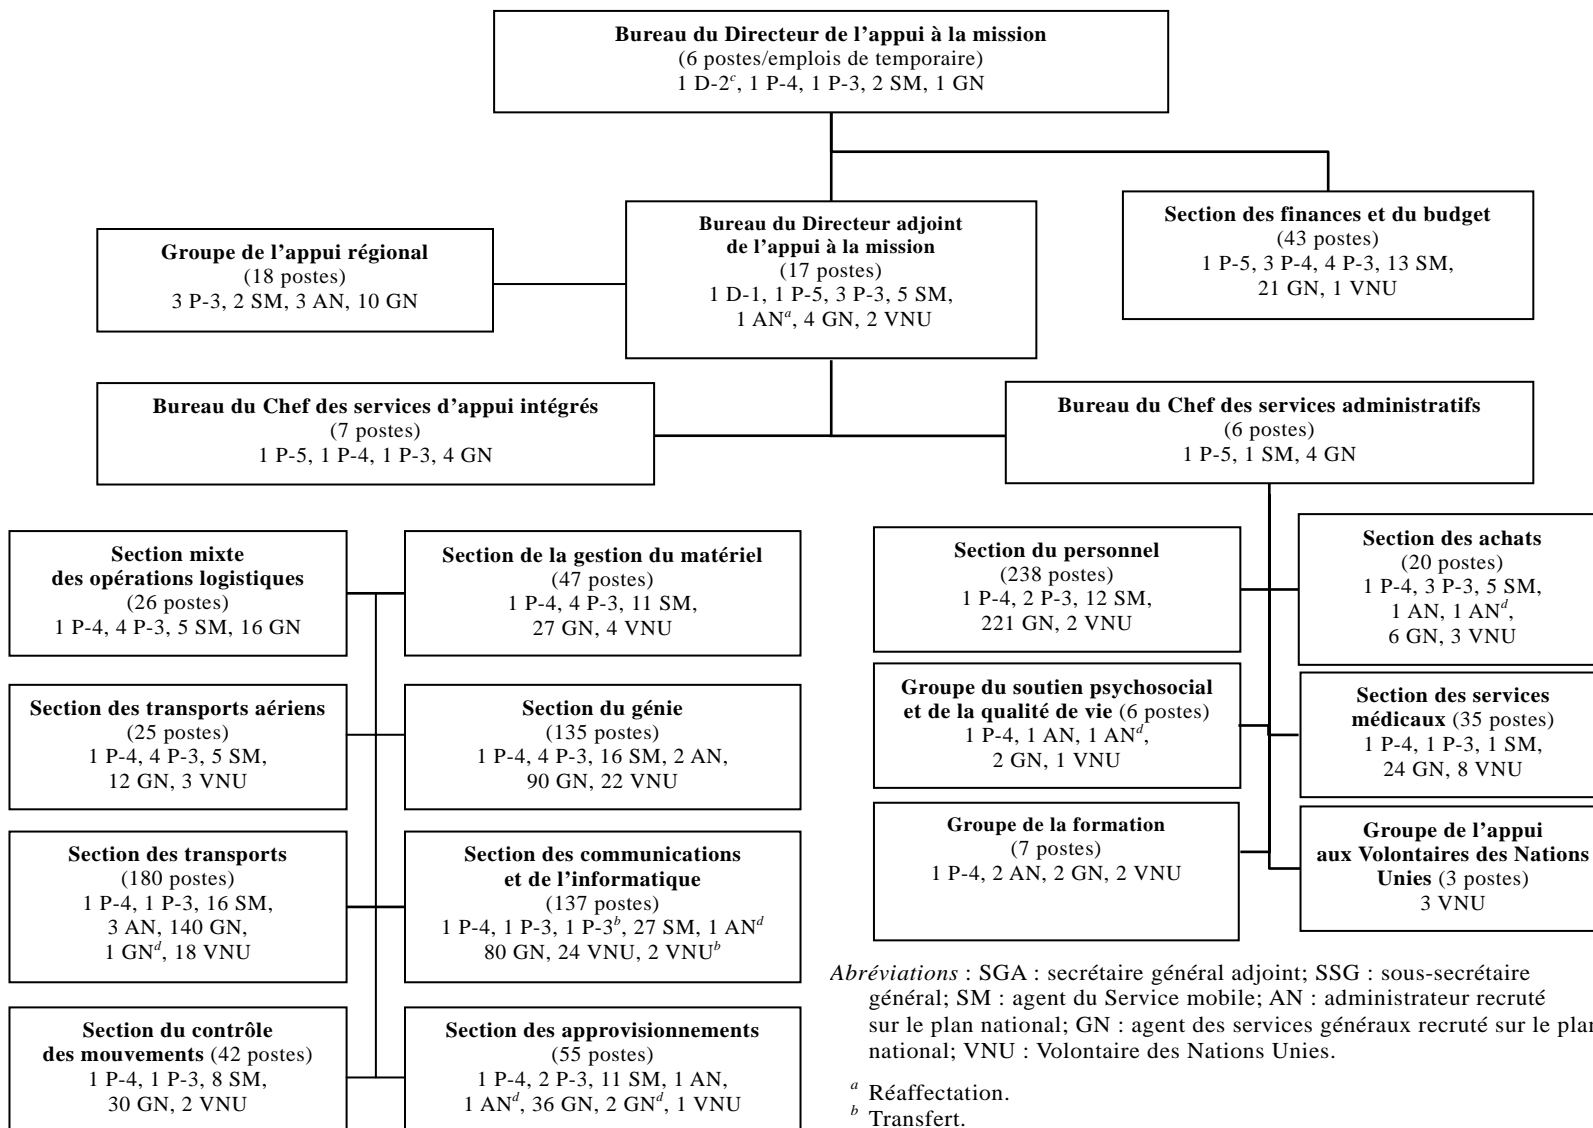 Bureau du Directeur de l’appui à la mission
(6 postes/emplois de temporaire)
1 D-2c, 1 P-4, 1 P-3, 2 SM, 1 GN
Groupe de l’appui régional
(18 postes)
3 P-3, 2 SM, 3 AN, 10 GN
Bureau du Directeur adjoint
de l’appui à la mission
(17 postes)
1 D-1, 1 P-5, 3 P-3, 5 SM,
1 ANa, 4 GN, 2 VNU
Section des finances et du budget
(43 postes)
1 P-5, 3 P-4, 4 P-3, 13 SM,
21 GN, 1 VNU
Bureau du Chef des services d’appui intégrés
(7 postes)
1 P-5, 1 P-4, 1 P-3, 4 GN
Bureau du Chef des services administratifs
(6 postes)
1 P-5, 1 SM, 4 GN
Section mixte
des opérations logistiques
(26 postes)
1 P-4, 4 P-3, 5 SM, 16 GN
Section de la gestion du matériel
(47 postes)
1 P-4, 4 P-3, 11 SM,
27 GN, 4 VNU
Section du personnel
(238 postes)
1 P-4, 2 P-3, 12 SM,
221 GN, 2 VNU
Section des achats
(20 postes)
1 P-4, 3 P-3, 5 SM,
1 AN, 1 ANd,
6 GN, 3 VNU
Section des transports aériens
(25 postes)
1 P-4, 4 P-3, 5 SM,
12 GN, 3 VNU
Section du génie
(135 postes)
1 P-4, 4 P-3, 16 SM, 2 AN,
90 GN, 22 VNU
Groupe du soutien psychosocial
et de la qualité de vie (6 postes)
1 P-4, 1 AN, 1 ANd,
2 GN, 1 VNU
Section des services
médicaux (35 postes)
1 P-4, 1 P-3, 1 SM,
24 GN, 8 VNU
Section des transports
(180 postes)
1 P-4, 1 P-3, 16 SM,
3 AN, 140 GN,
1 GNd, 18 VNU
Section des communications
et de l’informatique
(137 postes)
1 P-4, 1 P-3, 1 P-3b, 27 SM, 1 ANd
80 GN, 24 VNU, 2 VNUb
Groupe de la formation
(7 postes)
1 P-4, 2 AN, 2 GN, 2 VNU
Groupe de l’appui
aux Volontaires des Nations
Unies (3 postes)
3 VNU
Section du contrôle
des mouvements (42 postes)
1 P-4, 1 P-3, 8 SM,
30 GN, 2 VNU
Section des approvisionnements
(55 postes)
1 P-4, 2 P-3, 11 SM, 1 AN,
1 ANd, 36 GN, 2 GNd, 1 VNU
Abréviations : SGA : secrétaire général adjoint; SSG : sous-secrétaire
général; SM : agent du Service mobile; AN : administrateur recruté
sur le plan national; GN : agent des services généraux recruté sur le plan
national; VNU : Volontaire des Nations Unies.
a Réaffectation.
b Transfert.